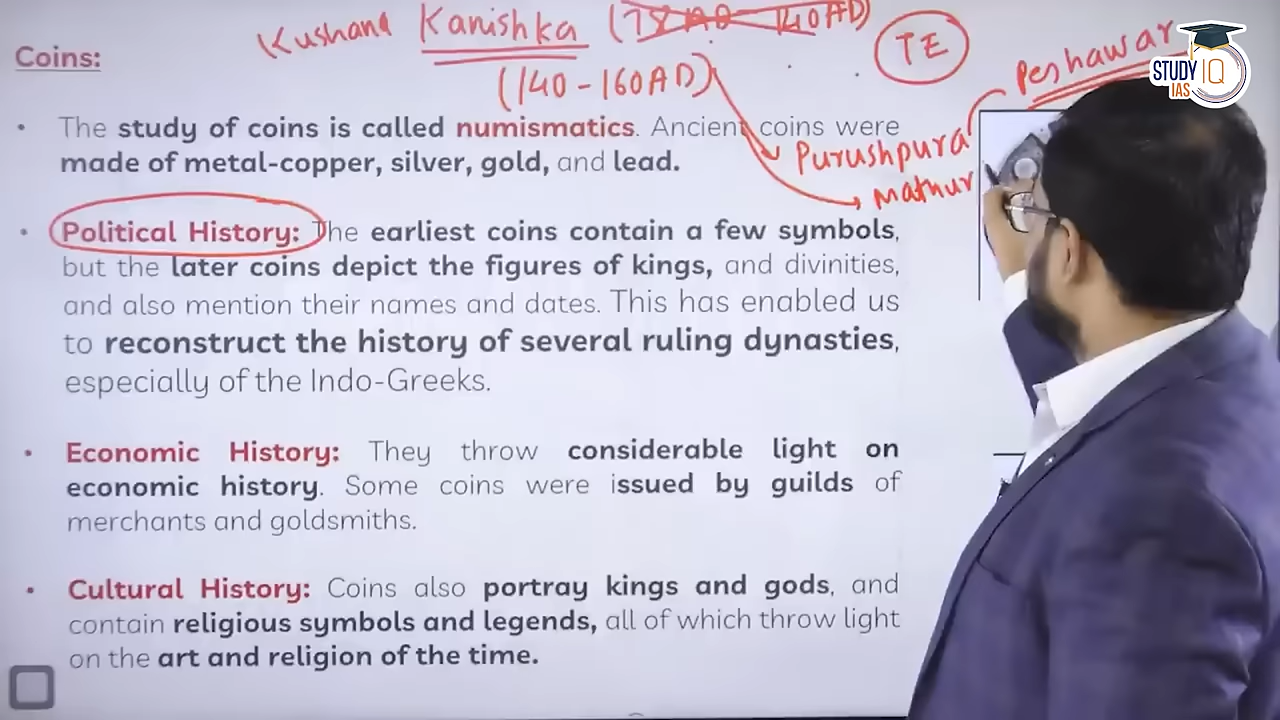 Kushana Kanishka (78 AD - 140AD)
(140-160AD)
TE
Peshawar
STUDY IQ
IAS
Purushpura
Mathur
Coins:
• The study of coins is called numismatics. Ancient coins were
made of metal-copper, silver, gold, and lead.
• Political History: The earliest coins contain a few symbols,
but the later coins depict the figures of kings, and divinities,
and also mention their names and dates. This has enabled us
to reconstruct the history of several ruling dynasties,
especially of the Indo-Greeks.
• Economic History: They throw considerable light on
economic history. Some coins were issued by guilds of
merchants and goldsmiths.
• Cultural History: Coins also portray kings and gods, and
contain religious symbols and legends, all of which throw light
on the art and religion of the time.